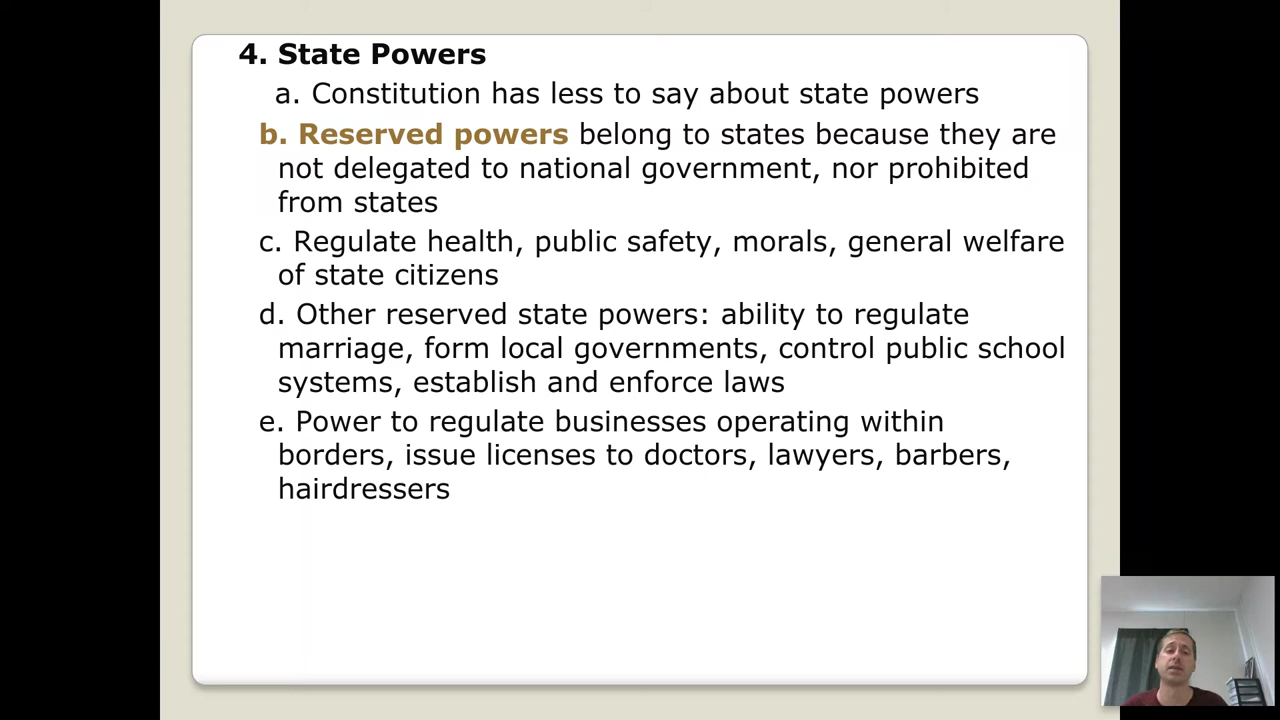 4. State Powers
a. Constitution has less to say about state powers
b. Reserved powers belong to states because they are
not delegated to national government, nor prohibited
from states
c. Regulate health, public safety, morals, general welfare
of state citizens
d. Other reserved state powers: ability to regulate
marriage, form local governments, control public school
systems, establish and enforce laws
e. Power to regulate businesses operating within
borders, issue licenses to doctors, lawyers, barbers,
hairdressers